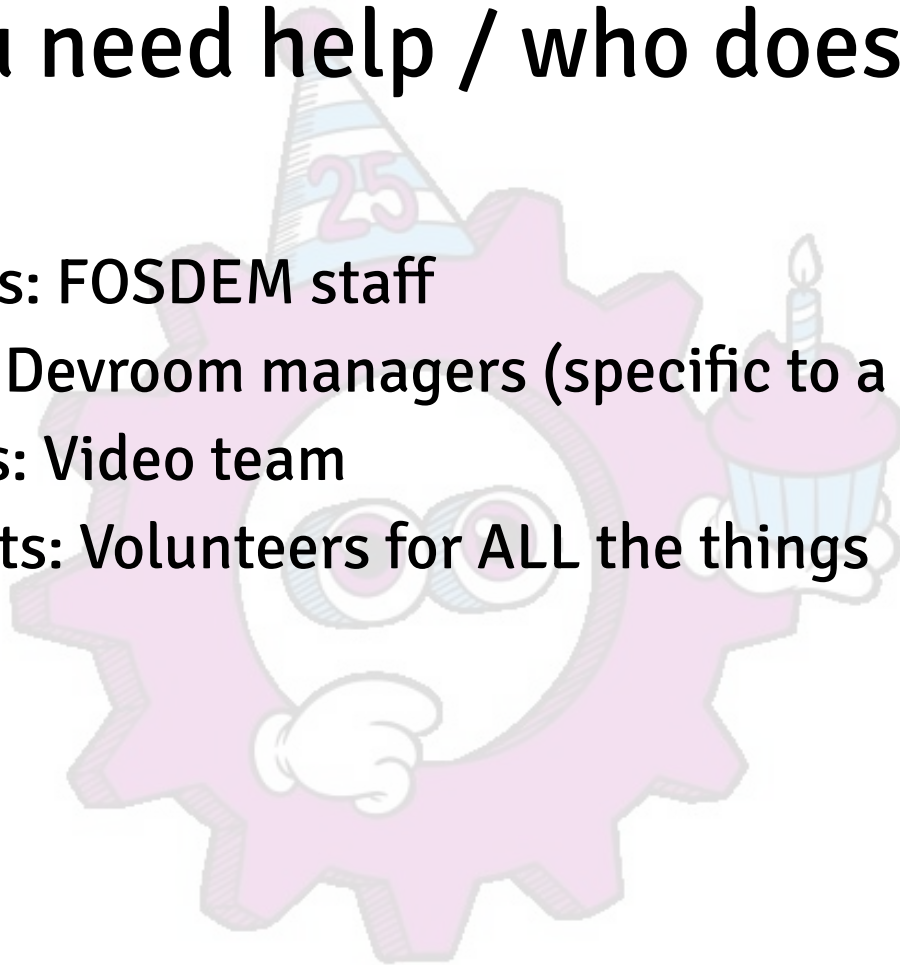 need help / who does
25
s: FOSDEM staff
Devroom managers (specific to a
s: Video team
ts: Volunteers for ALL the things